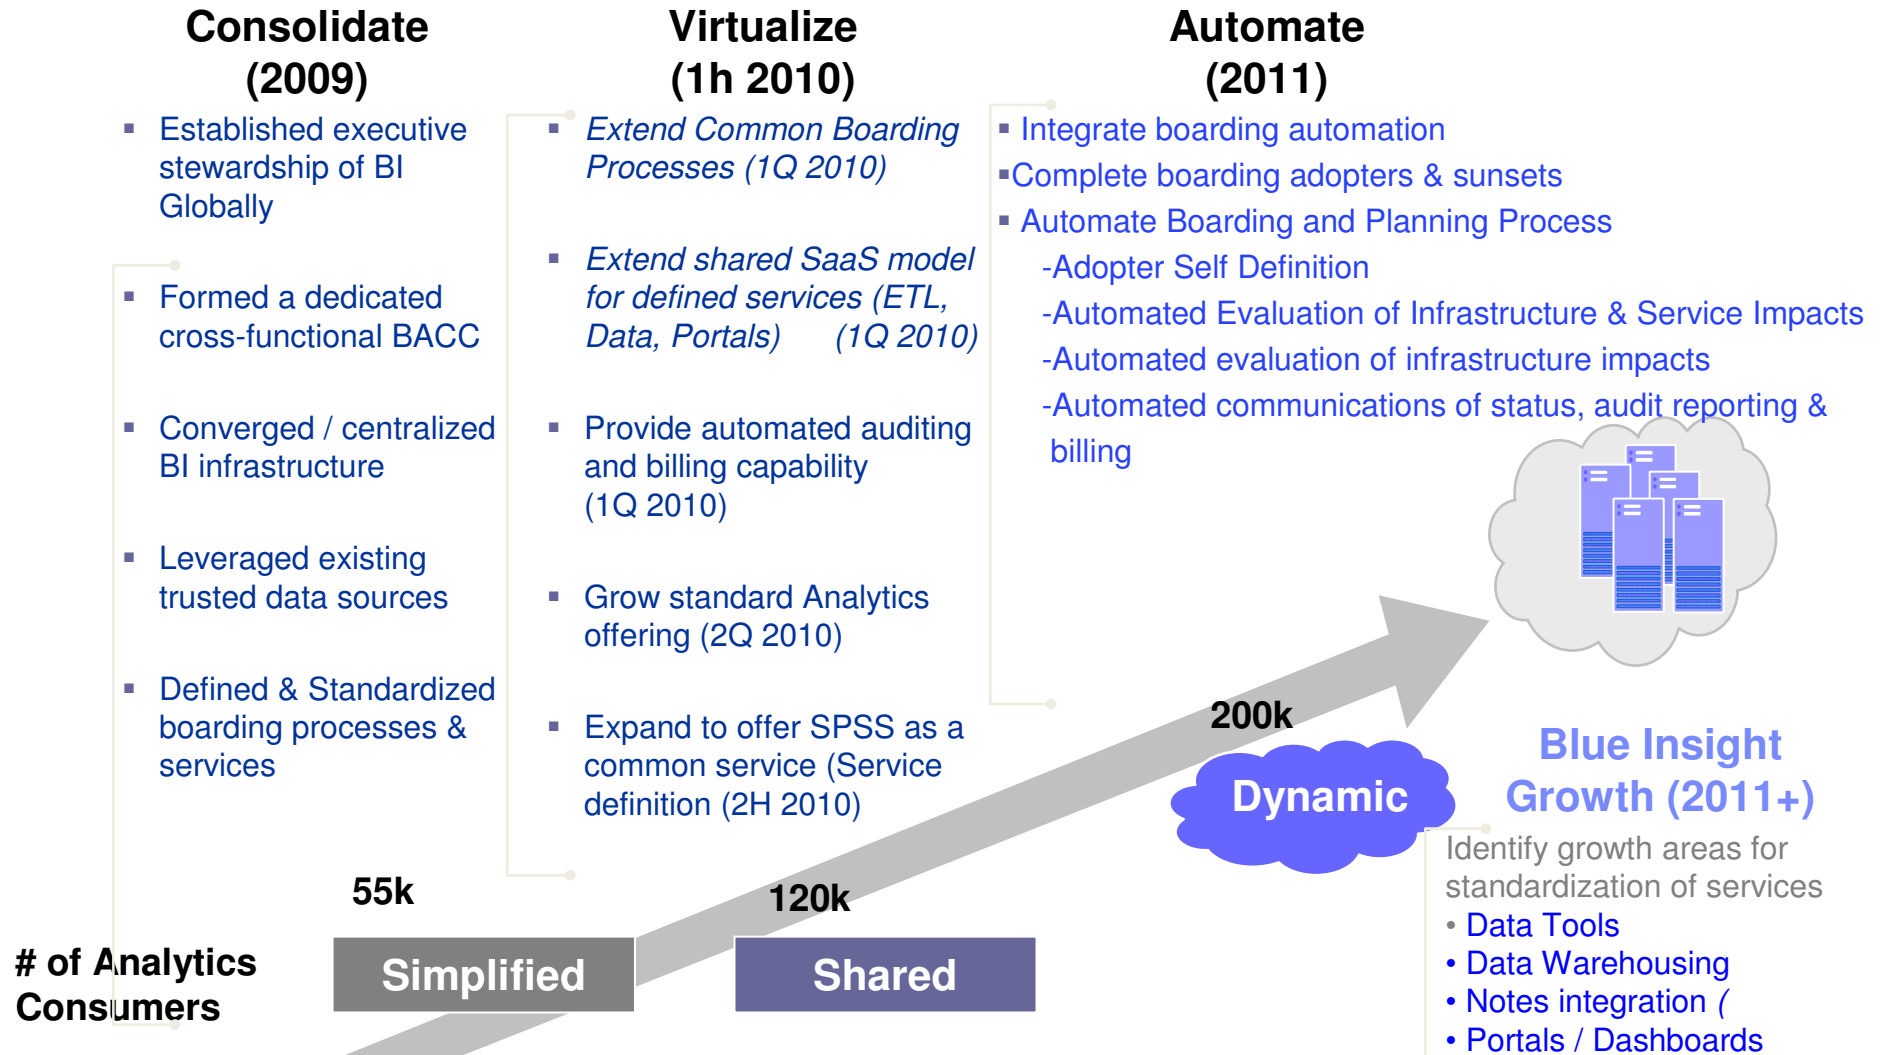 Consolidate
(2009)
Established executive
stewardship of BI
Globally
Formed a dedicated
cross-functional BACC
Converged / centralized
BI infrastructure
Leveraged existing
trusted data sources
Defined & Standardized
boarding processes &
services
Virtualize
(1h 2010)
Extend Common Boarding
Processes (1Q 2010)
Extend shared SaaS model
for defined services (ETL,
Data, Portals) (1Q 2010)
Provide automated auditing
and billing capability
(1Q 2010)
Grow standard Analytics
offering (2Q 2010)
Expand to offer SPSS as a
common service (Service
definition (2H 2010)
Automate
(2011)
Integrate boarding automation
Complete boarding adopters & sunsets
Automate Boarding and Planning Process
-Adopter Self Definition
-Automated Evaluation of Infrastructure & Service Impacts
-Automated evaluation of infrastructure impacts
-Automated communications of status, audit reporting &
billing
# of Analytics
Consumers
55k
Simplified
120k
Shared
200k
Dynamic
Blue Insight
Growth (2011+)
Identify growth areas for
standardization of services
• Data Tools
• Data Warehousing
• Notes integration (
• Portals / Dashboards